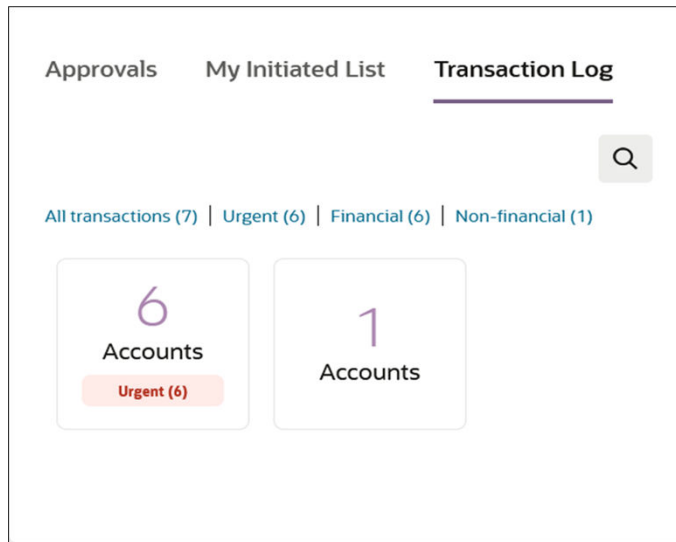 Approvals My Initiated List Transaction Log
All transactions (7) | Urgent (6) | Financial (6) | Non-financial (1)
6
Accounts
Urgent (6)
1
Accounts